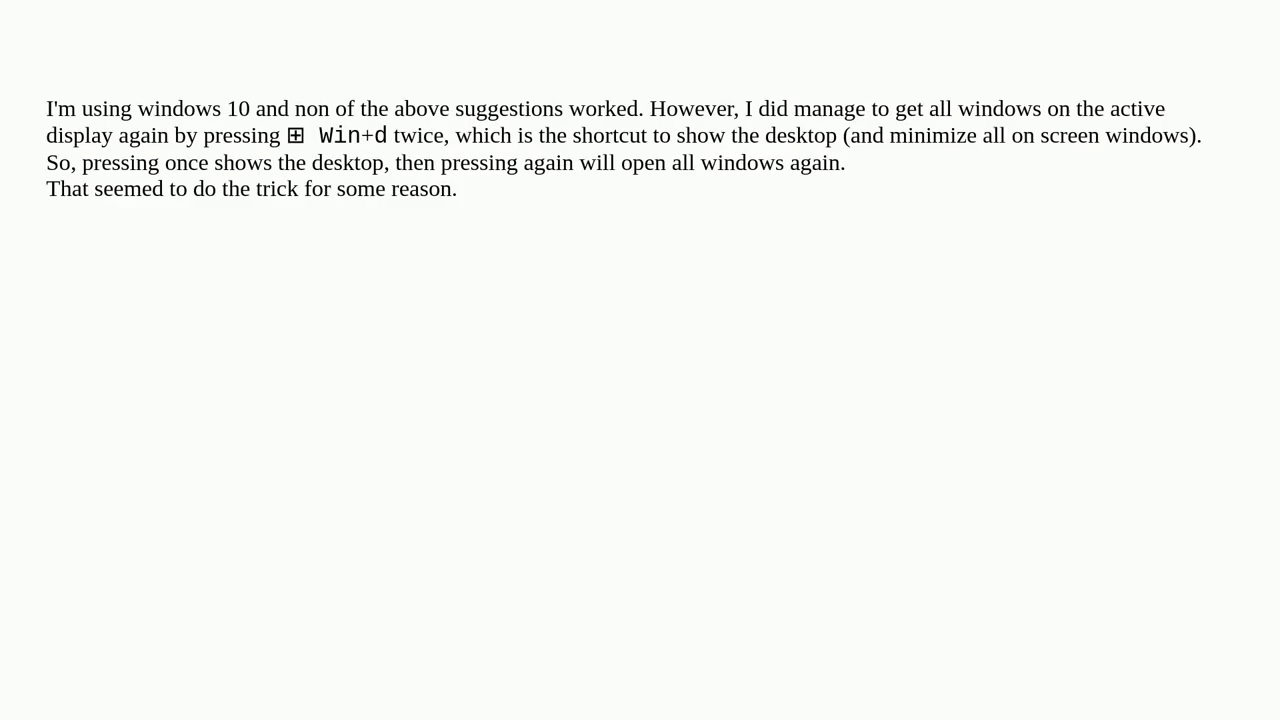 I'm using windows 10 and non of the above suggestions worked. However, I did manage to get all windows on the active
display again by pressing ⊞ Win+d twice, which is the shortcut to show the desktop (and minimize all on screen windows).
So, pressing once shows the desktop, then pressing again will open all windows again.
That seemed to do the trick for some reason.